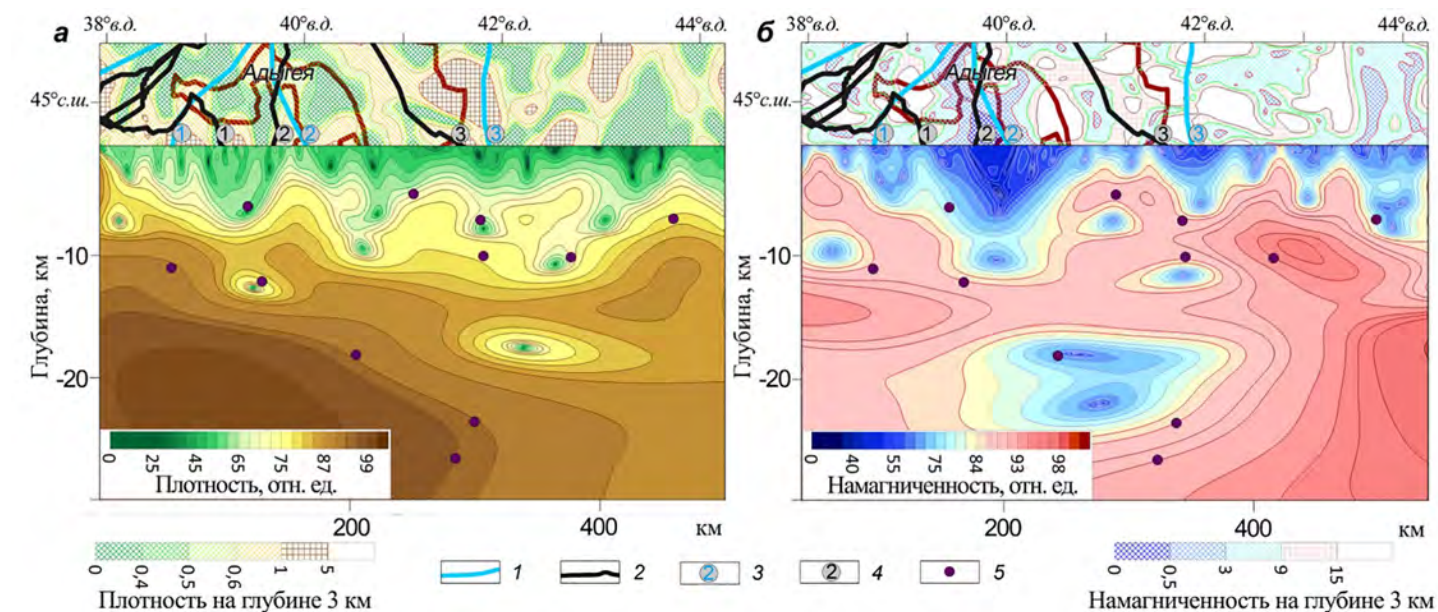 38°в.д. 40°в.д. 42°в.д. 44°в.д.
а
Адыгея
45°с.ш.
1 1 2 2 3 3
-10
-20
Глубина, км
0 25 45 65 75 87 99
Плотность, отн. ед.
200 400 км
38°в.д. 40°в.д. 42°в.д. 44°в.д.
б
Адыгея
45°с.ш.
1 1 2 2 3 3
-10
-20
Глубина, км
0 40 55 75 84 93 98
Намагниченность, отн. ед.
200 400 км
0 0,4 0,5 0,6 1 5
Плотность на глубине 3 км
1 2 2 3 2 4 5
0 0,5 3 9 15
Намагниченность на глубине 3 км